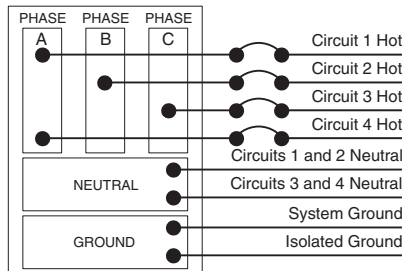 PHASE PHASE PHASE
A B C
Circuit 1 Hot
Circuit 2 Hot
Circuit 3 Hot
Circuit 4 Hot
Circuits 1 and 2 Neutral
NEUTRAL
Circuits 3 and 4 Neutral
System Ground
GROUND
Isolated Ground